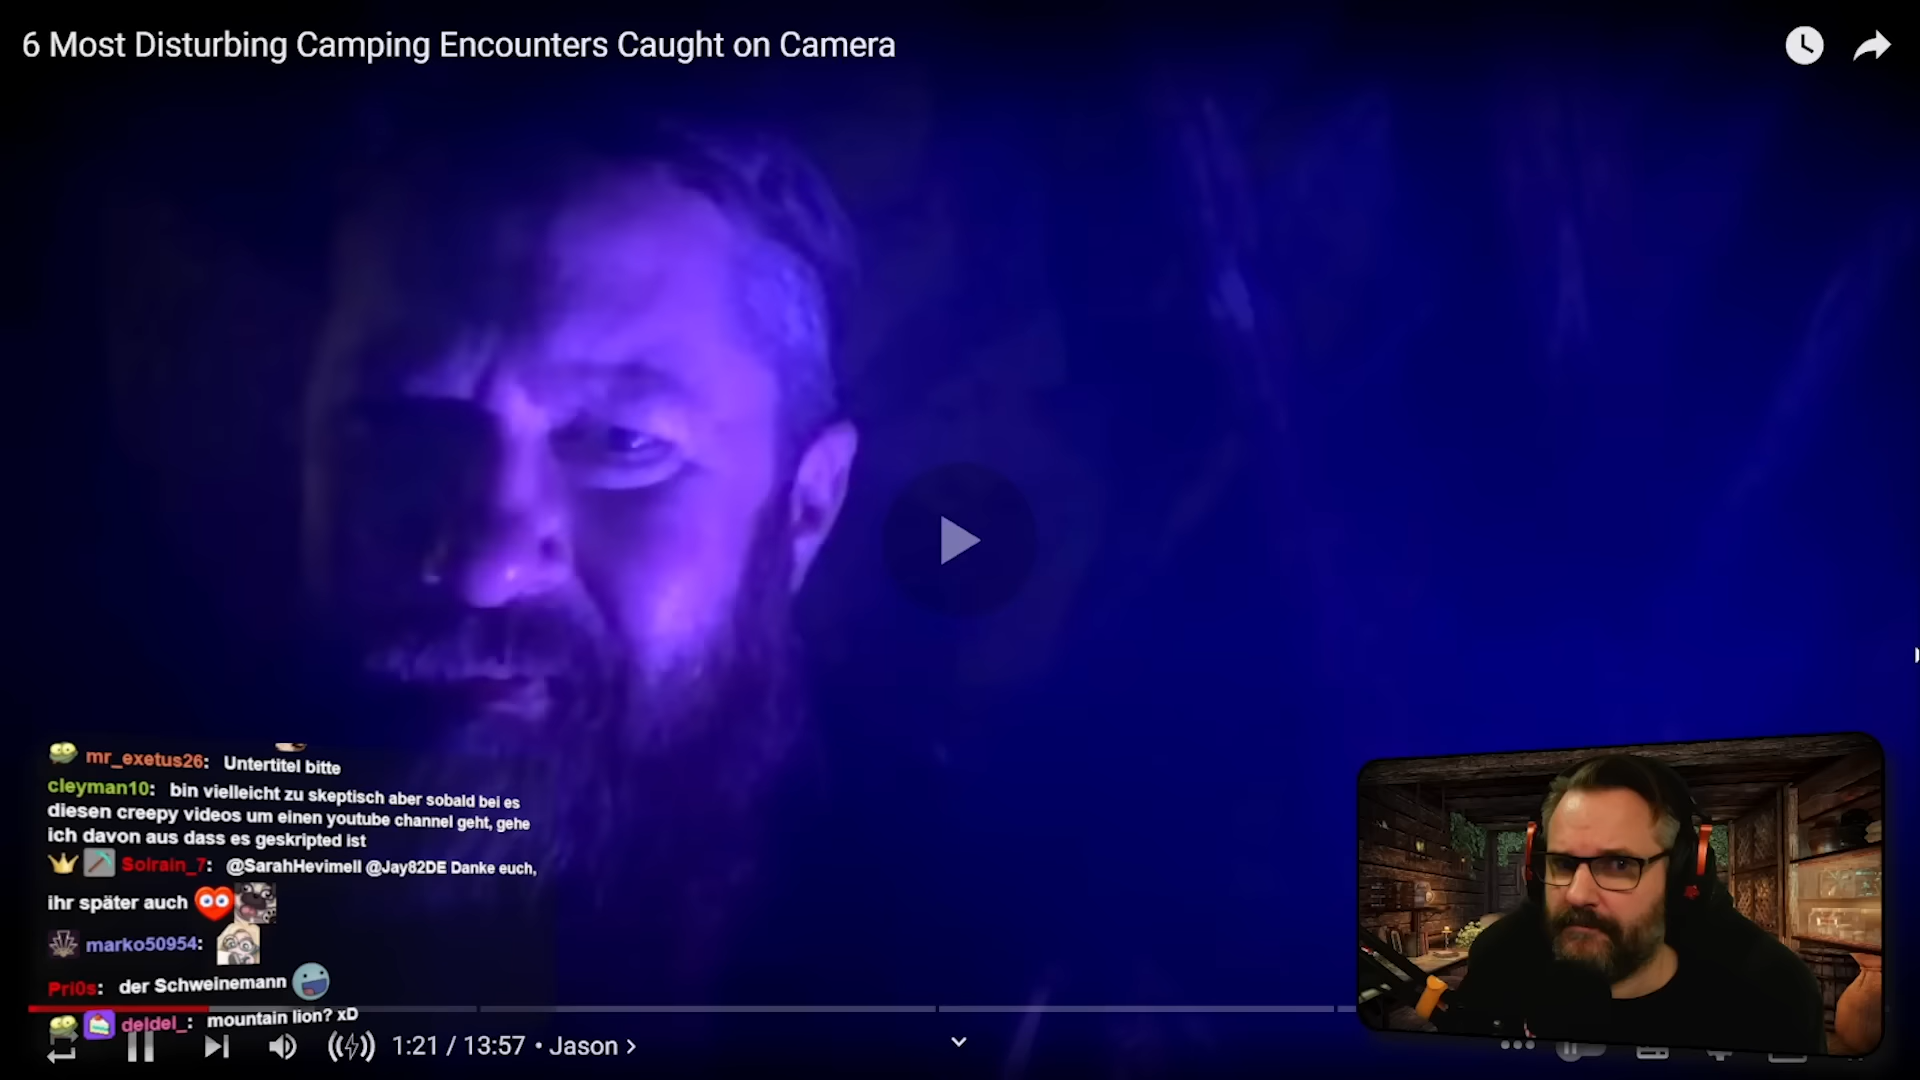 6 Most Disturbing Camping Encounters Caught on Camera
mr_exetus26: Untertitel bitte
cleyman10: bin vielleicht zu skeptisch aber sobald bei es
diesen creepy videos um einen youtube channel geht, gehe
ich davon aus dass es geskripted ist
Solrain_7: @SarahHevimell @Jay82DE Danke euch,
ihr später auch
marko50954:
Pri0s: der Schweinemann
deldel_: mountain lion? xD
1:21 / 13:57 • Jason